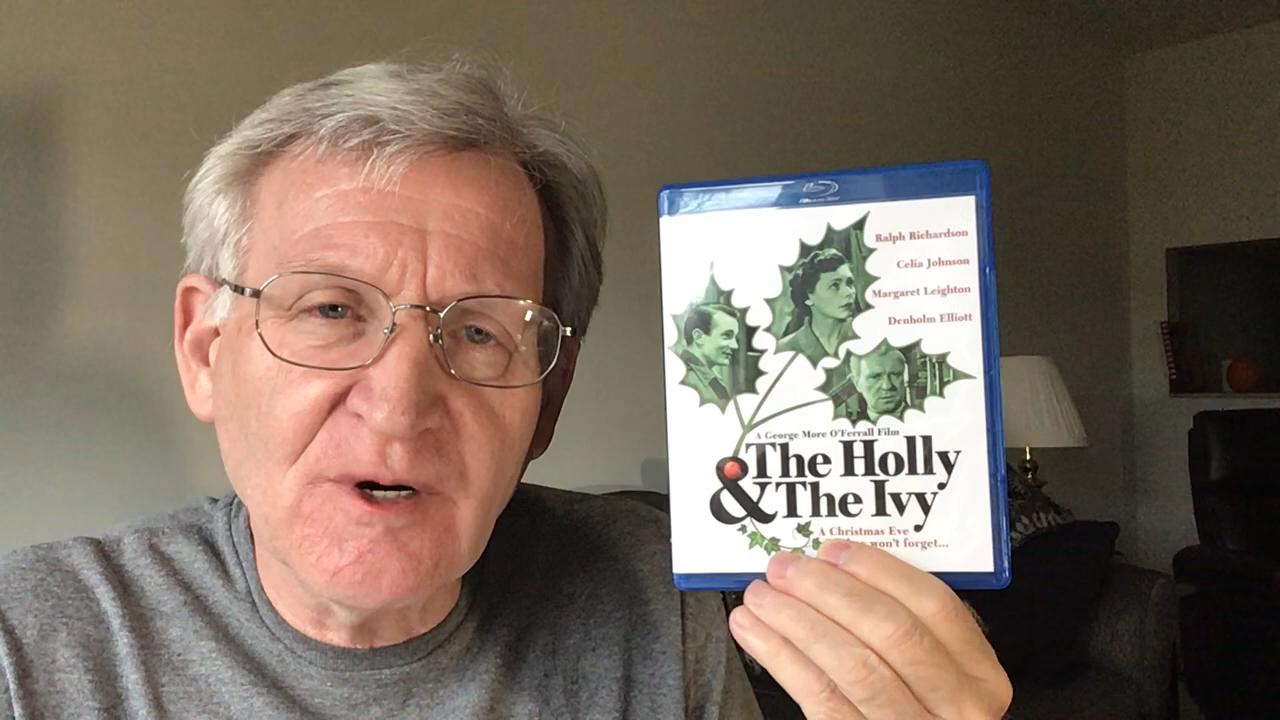 Ralph Richardson
Celia Johnson
Margaret Leighton
Denholm Elliott
A George More O'Ferrall Film
The Holly
& The Ivy
A Christmas Eve
won't forget...